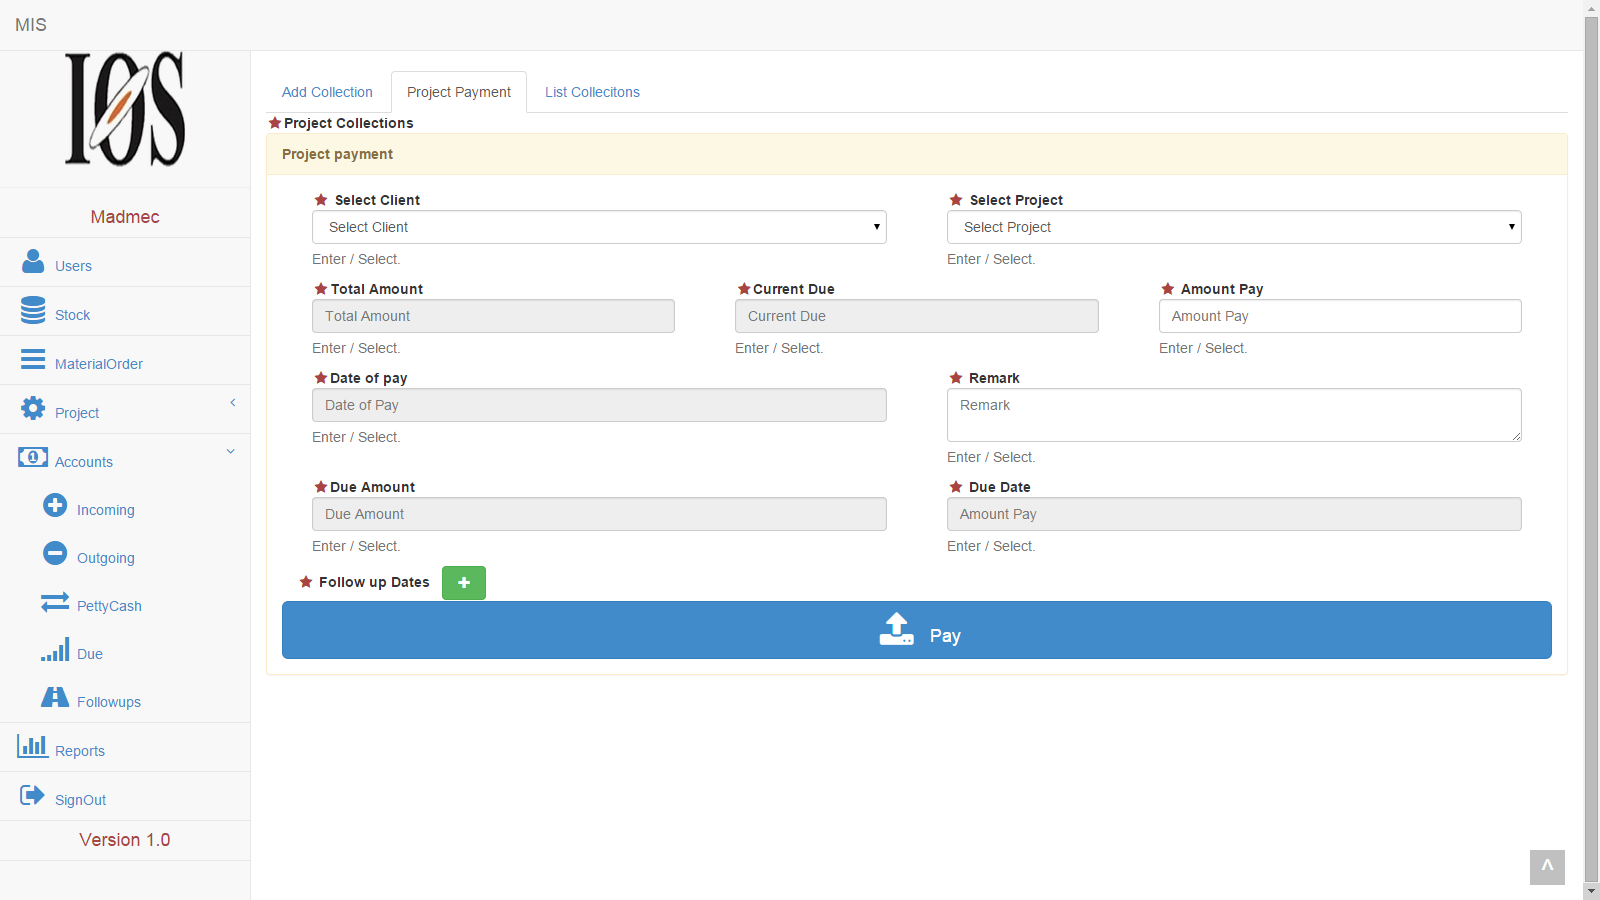 MIS
IOS
Madmec
Users
Stock
MaterialOrder
Project
Accounts
Incoming
Outgoing
PettyCash
Due
Followups
Reports
SignOut
Version 1.0
Add Collection Project Payment List Collecitons
Project Collections
Project payment
Select Client Select Project
Select Client Select Project
Enter / Select. Enter / Select.
Total Amount Current Due Amount Pay
Total Amount Current Due Amount Pay
Enter / Select. Enter / Select. Enter / Select.
Date of pay Remark
Date of Pay Remark
Enter / Select. Enter / Select.
Due Amount Due Date
Due Amount Amount Pay
Enter / Select. Enter / Select.
Follow up Dates +
Pay
^